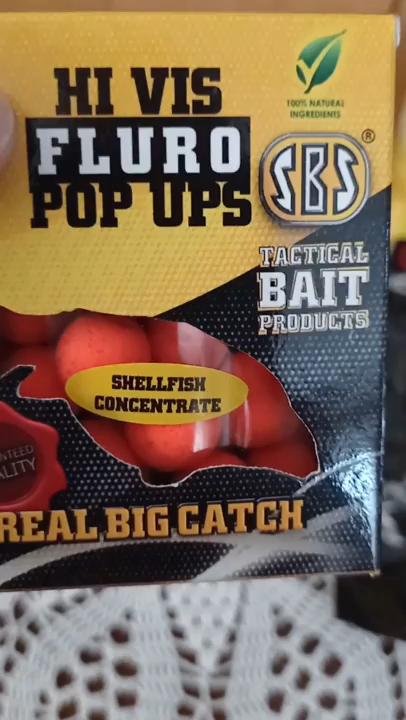 HI VIS
FLURO
POP UPS
100% NATURAL
INGREDIENTS
SBS
®
TACTICAL
BAIT
PRODUCTS
SHELLFISH
CONCENTRATE
REAL BIG CATCH